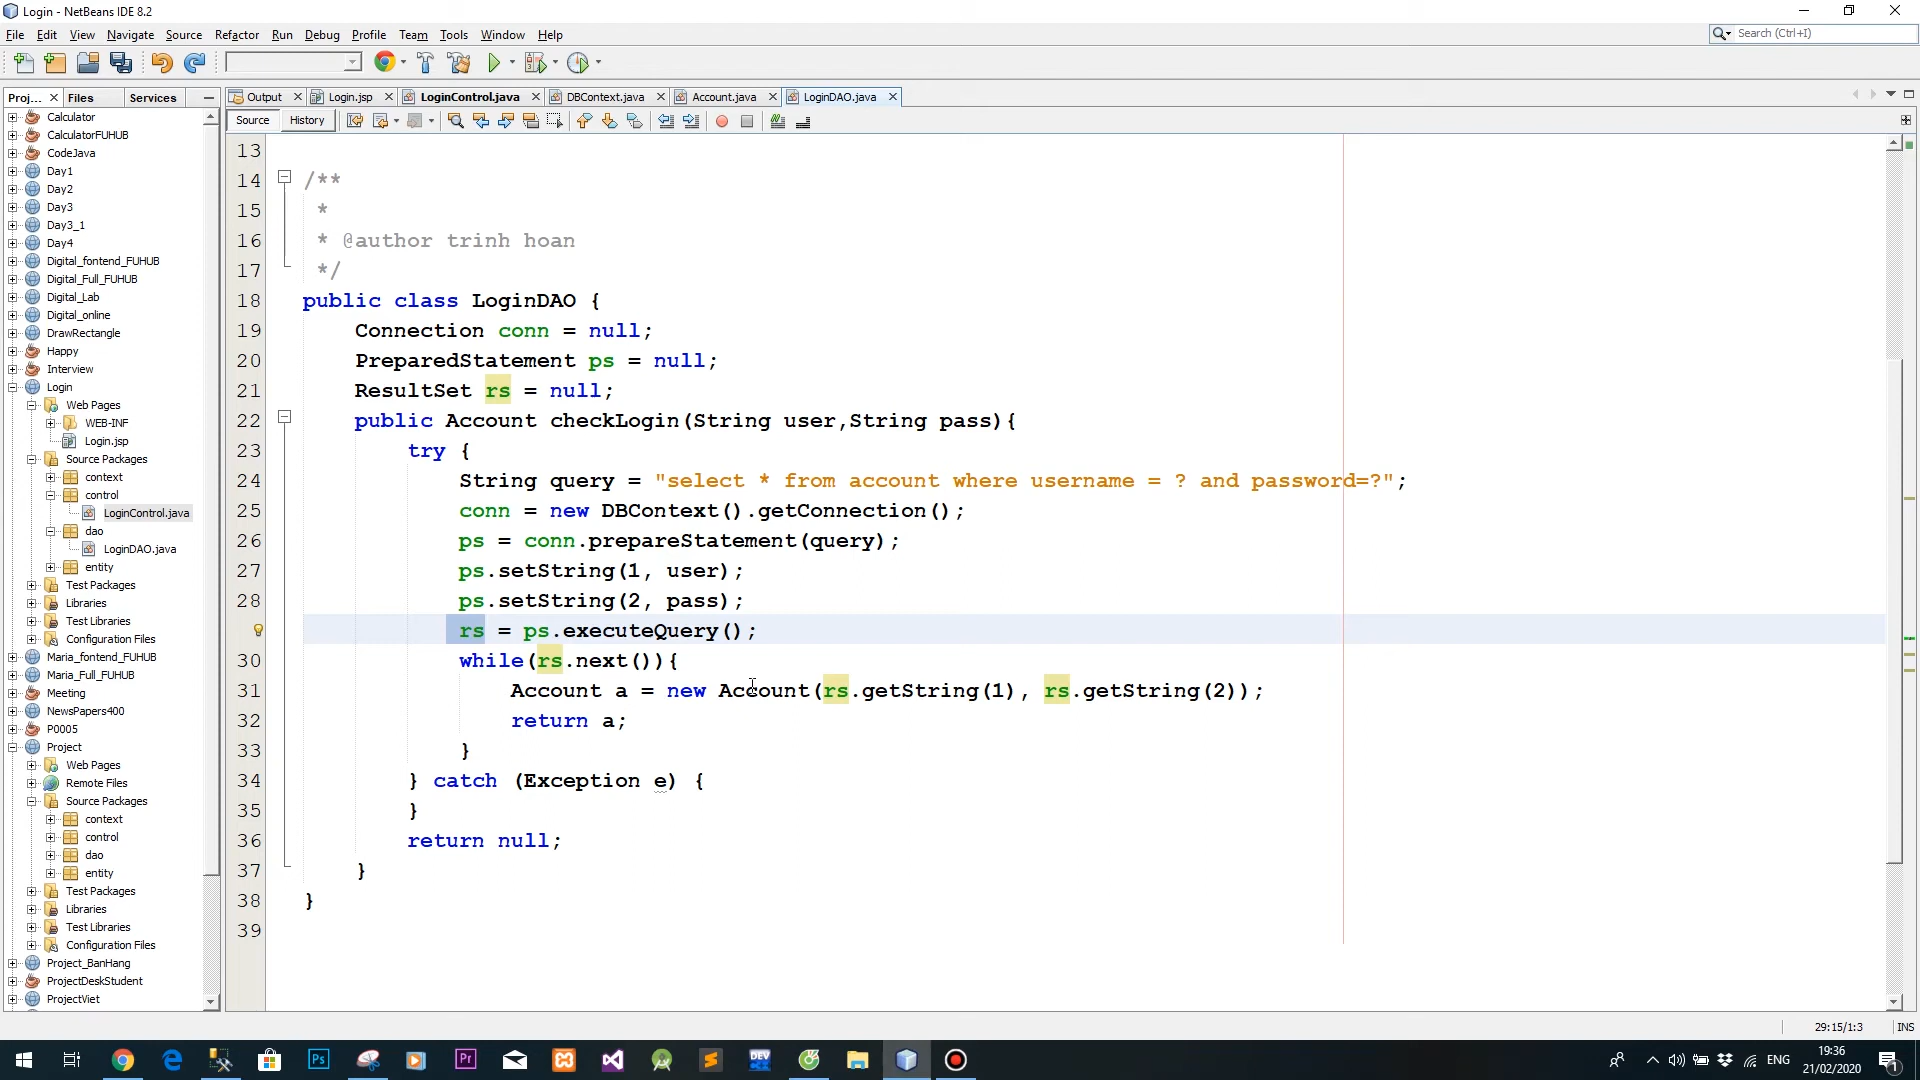 Login - NetBeans IDE 8.2
File Edit View Navigate Source Refactor Run Debug Profile Team Tools Window Help
Search (Ctrl+I)
Proj... Files Services
Output Login.jsp LoginControl.java DBContext.java Account.java LoginDAO.java
Source History
Calculator
CalculatorFUHUB
CodeJava
Day1
Day2
Day3
Day3_1
Day4
Digital_fontend_FUHUB
Digital_Full_FUHUB
Digital_Lab
Digital_online
DrawRectangle
Happy
Interview
Login
Web Pages
WEB-INF
Login.jsp
Source Packages
context
control
LoginControl.java
dao
LoginDAO.java
entity
Test Packages
Libraries
Test Libraries
Configuration Files
Maria_fontend_FUHUB
Maria_Full_FUHUB
Meeting
NewsPapers400
P0005
Project
Web Pages
Remote Files
Source Packages
context
control
dao
entity
Test Packages
Libraries
Test Libraries
Configuration Files
Project_BanHang
ProjectDeskStudent
ProjectViet
13
14 /**
15 *
16 * @author trinh hoan
17 */
18 public class LoginDAO {
19 Connection conn = null;
20 PreparedStatement ps = null;
21 ResultSet rs = null;
22 public Account checkLogin(String user,String pass){
23 try {
24 String query = "select * from account where username = ? and password=?";
25 conn = new DBContext().getConnection();
26 ps = conn.prepareStatement(query);
27 ps.setString(1, user);
28 ps.setString(2, pass);
rs = ps.executeQuery();
30 while(rs.next()){
31 Account a = new Account(rs.getString(1), rs.getString(2));
32 return a;
33 }
34 } catch (Exception e) {
35 }
36 return null;
37 }
38 }
39
29:15/1:3 INS
Ps Pr DEV ENG
19:36
21/02/2020
1